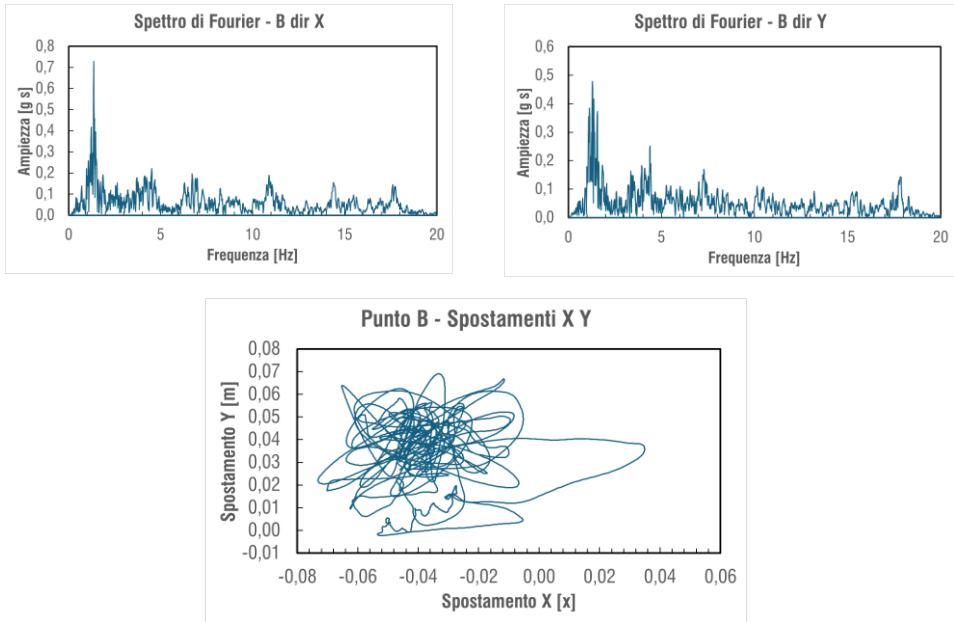 Spettro di Fourier - B dir X
Ampiezza [g s]
0,8
0,7
0,6
0,5
0,4
0,3
0,2
0,1
0,0
0 5 10 15 20
Frequenza [Hz]
Spettro di Fourier - B dir Y
Ampiezza [g s]
0,6
0,5
0,4
0,3
0,2
0,1
0,0
0 5 10 15 20
Frequenza [Hz]
Punto B - Spostamenti X Y
Spostamento Y [m]
0,08
0,07
0,06
0,05
0,04
0,03
0,02
0,01
0,00
-0,01
-0,08 -0,06 -0,04 -0,02 0,00 0,02 0,04 0,06
Spostamento X [x]